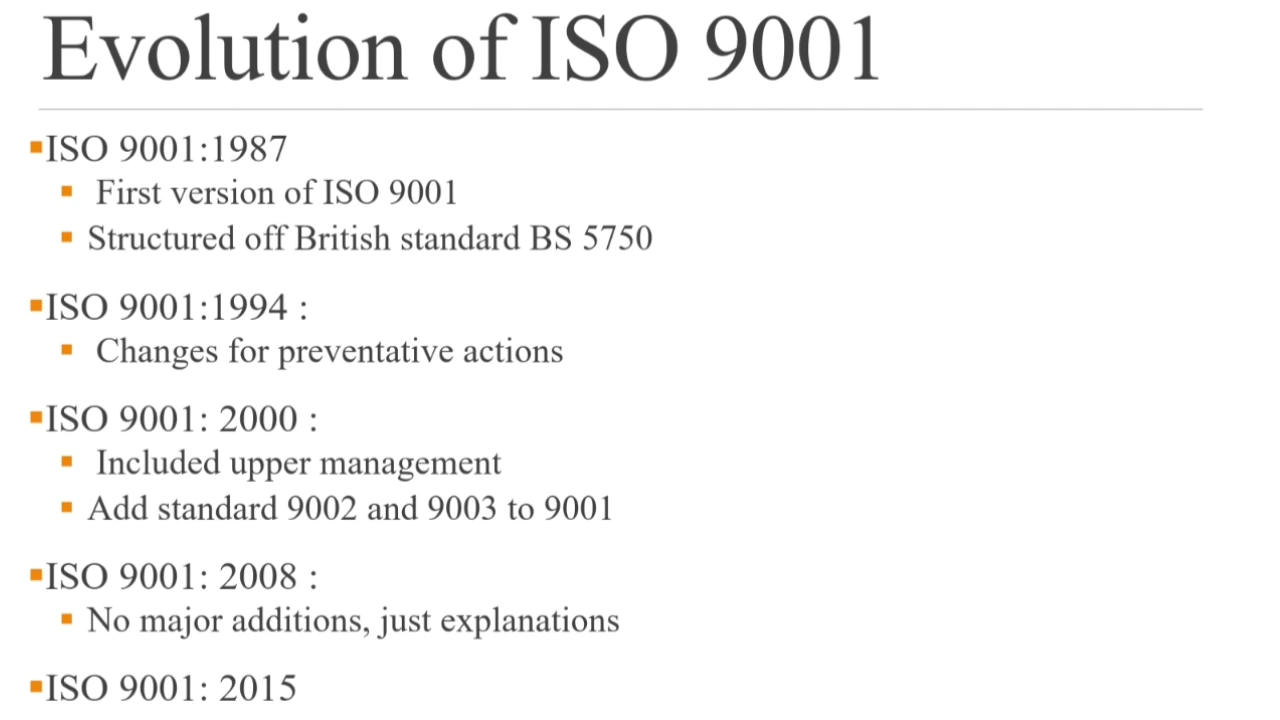 Evolution of ISO 9001
ISO 9001:1987
First version of ISO 9001
Structured off British standard BS 5750
ISO 9001:1994 :
Changes for preventative actions
ISO 9001: 2000 :
Included upper management
Add standard 9002 and 9003 to 9001
ISO 9001: 2008 :
No major additions, just explanations
ISO 9001: 2015